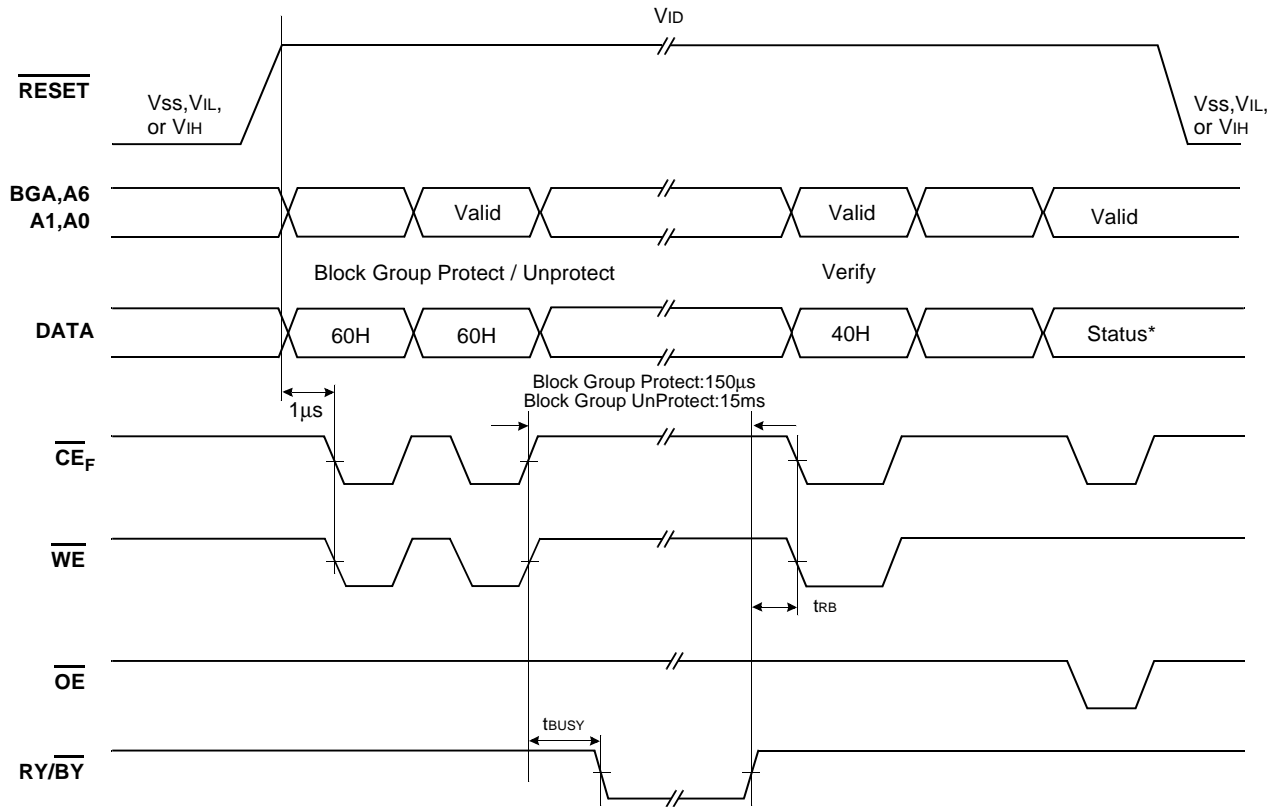 VID
RESET
Vss,VIL,
or VIH
Vss,VIL,
or VIH
BGA,A6
A1,A0
Valid
Valid
Valid
Block Group Protect / Unprotect
Verify
DATA
60H
60H
40H
Status*
1μs
Block Group Protect:150μs
Block Group UnProtect:15ms
CEF
WE
tRB
OE
tBUSY
RY/BY